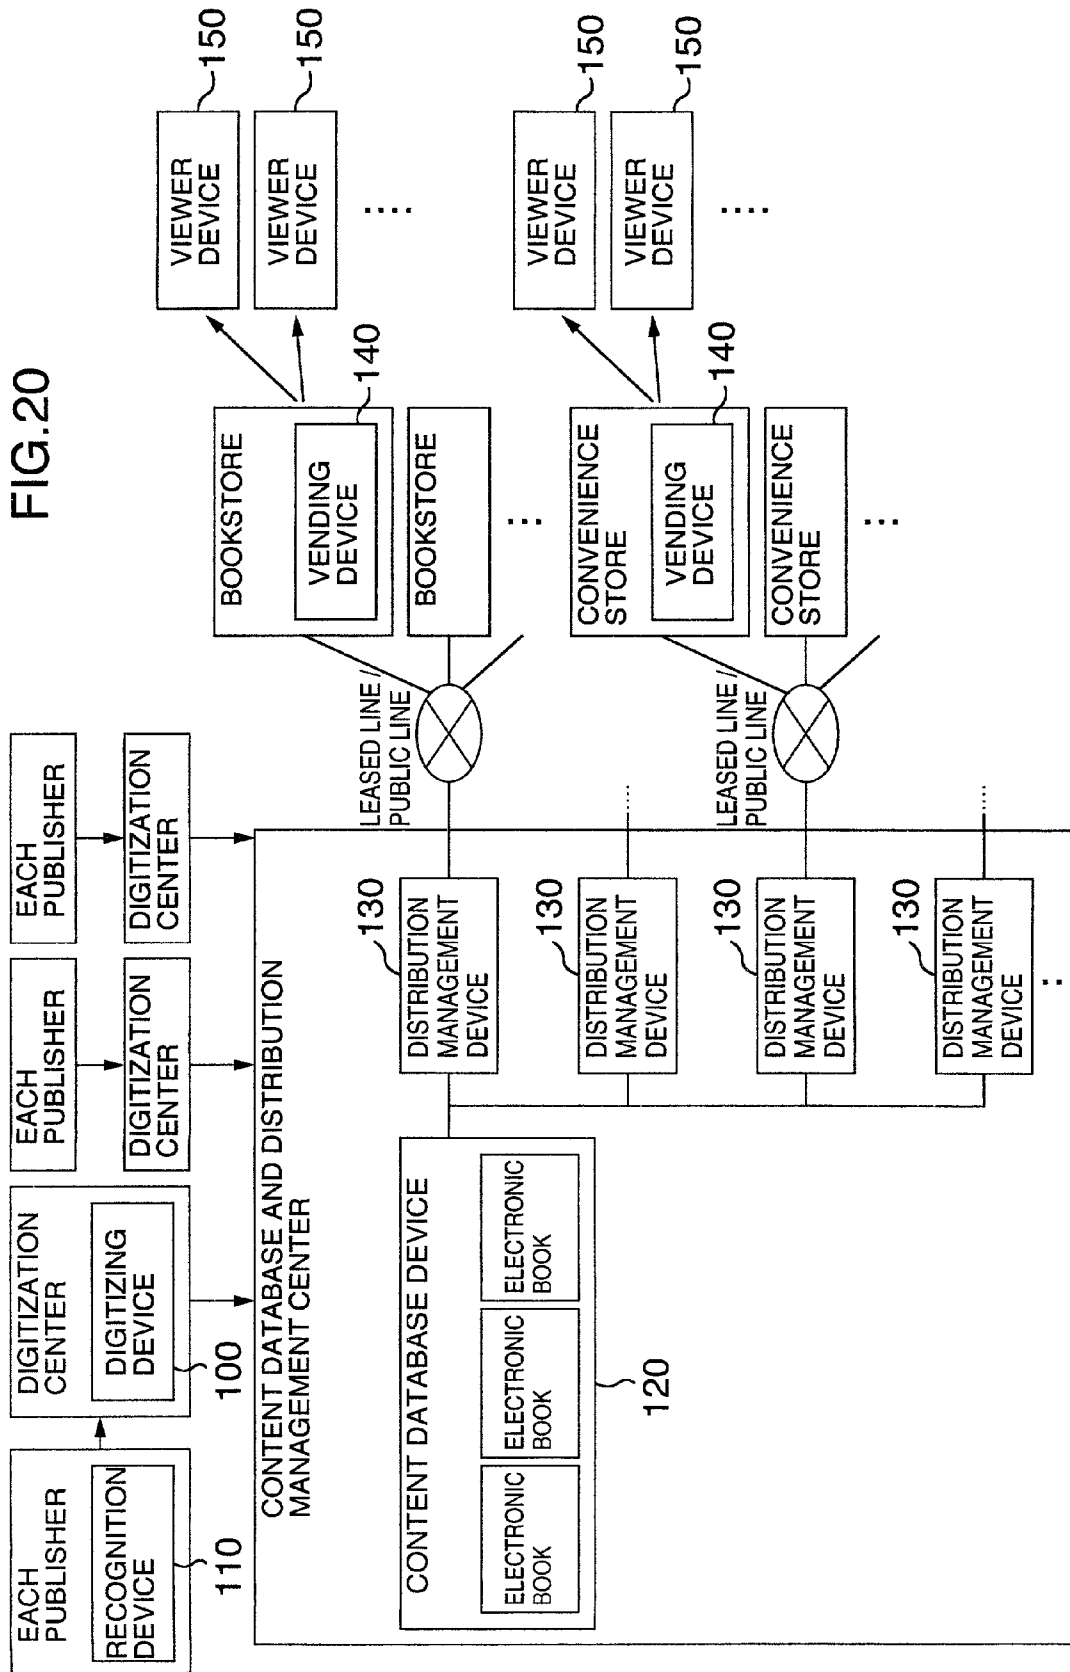 FIG.20
EACH
PUBLISHER
RECOGNITION
DEVICE
110
DIGITIZATION
CENTER
DIGITIZING
DEVICE
100
EACH
PUBLISHER
DIGITIZATION
CENTER
EACH
PUBLISHER
DIGITIZATION
CENTER
CONTENT DATABASE AND DISTRIBUTION
MANAGEMENT CENTER
CONTENT DATABASE DEVICE
ELECTRONIC
BOOK
ELECTRONIC
BOOK
ELECTRONIC
BOOK
120
DISTRIBUTION
MANAGEMENT
DEVICE
130
DISTRIBUTION
MANAGEMENT
DEVICE
130
DISTRIBUTION
MANAGEMENT
DEVICE
130
DISTRIBUTION
MANAGEMENT
DEVICE
130
LEASED LINE /
PUBLIC LINE
LEASED LINE /
PUBLIC LINE
BOOKSTORE
VENDING
DEVICE
140
BOOKSTORE
CONVENIENCE
STORE
VENDING
DEVICE
140
CONVENIENCE
STORE
VIEWER
DEVICE
150
VIEWER
DEVICE
150
VIEWER
DEVICE
150
VIEWER
DEVICE
150